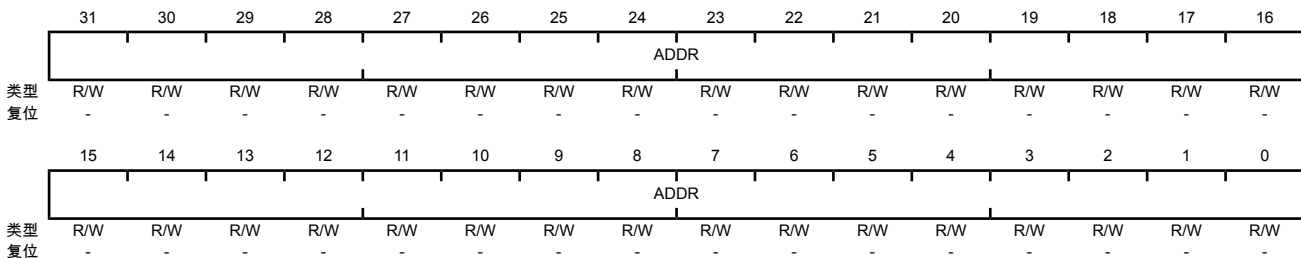 31 30 29 28 27 26 25 24 23 22 21 20 19 18 17 16
ADDR
类型 R/W R/W R/W R/W R/W R/W R/W R/W R/W R/W R/W R/W R/W R/W R/W R/W
复位 - - - - - - - - - - - - - - - -
15 14 13 12 11 10 9 8 7 6 5 4 3 2 1 0
ADDR
类型 R/W R/W R/W R/W R/W R/W R/W R/W R/W R/W R/W R/W R/W R/W R/W R/W
复位 - - - - - - - - - - - - - - - -